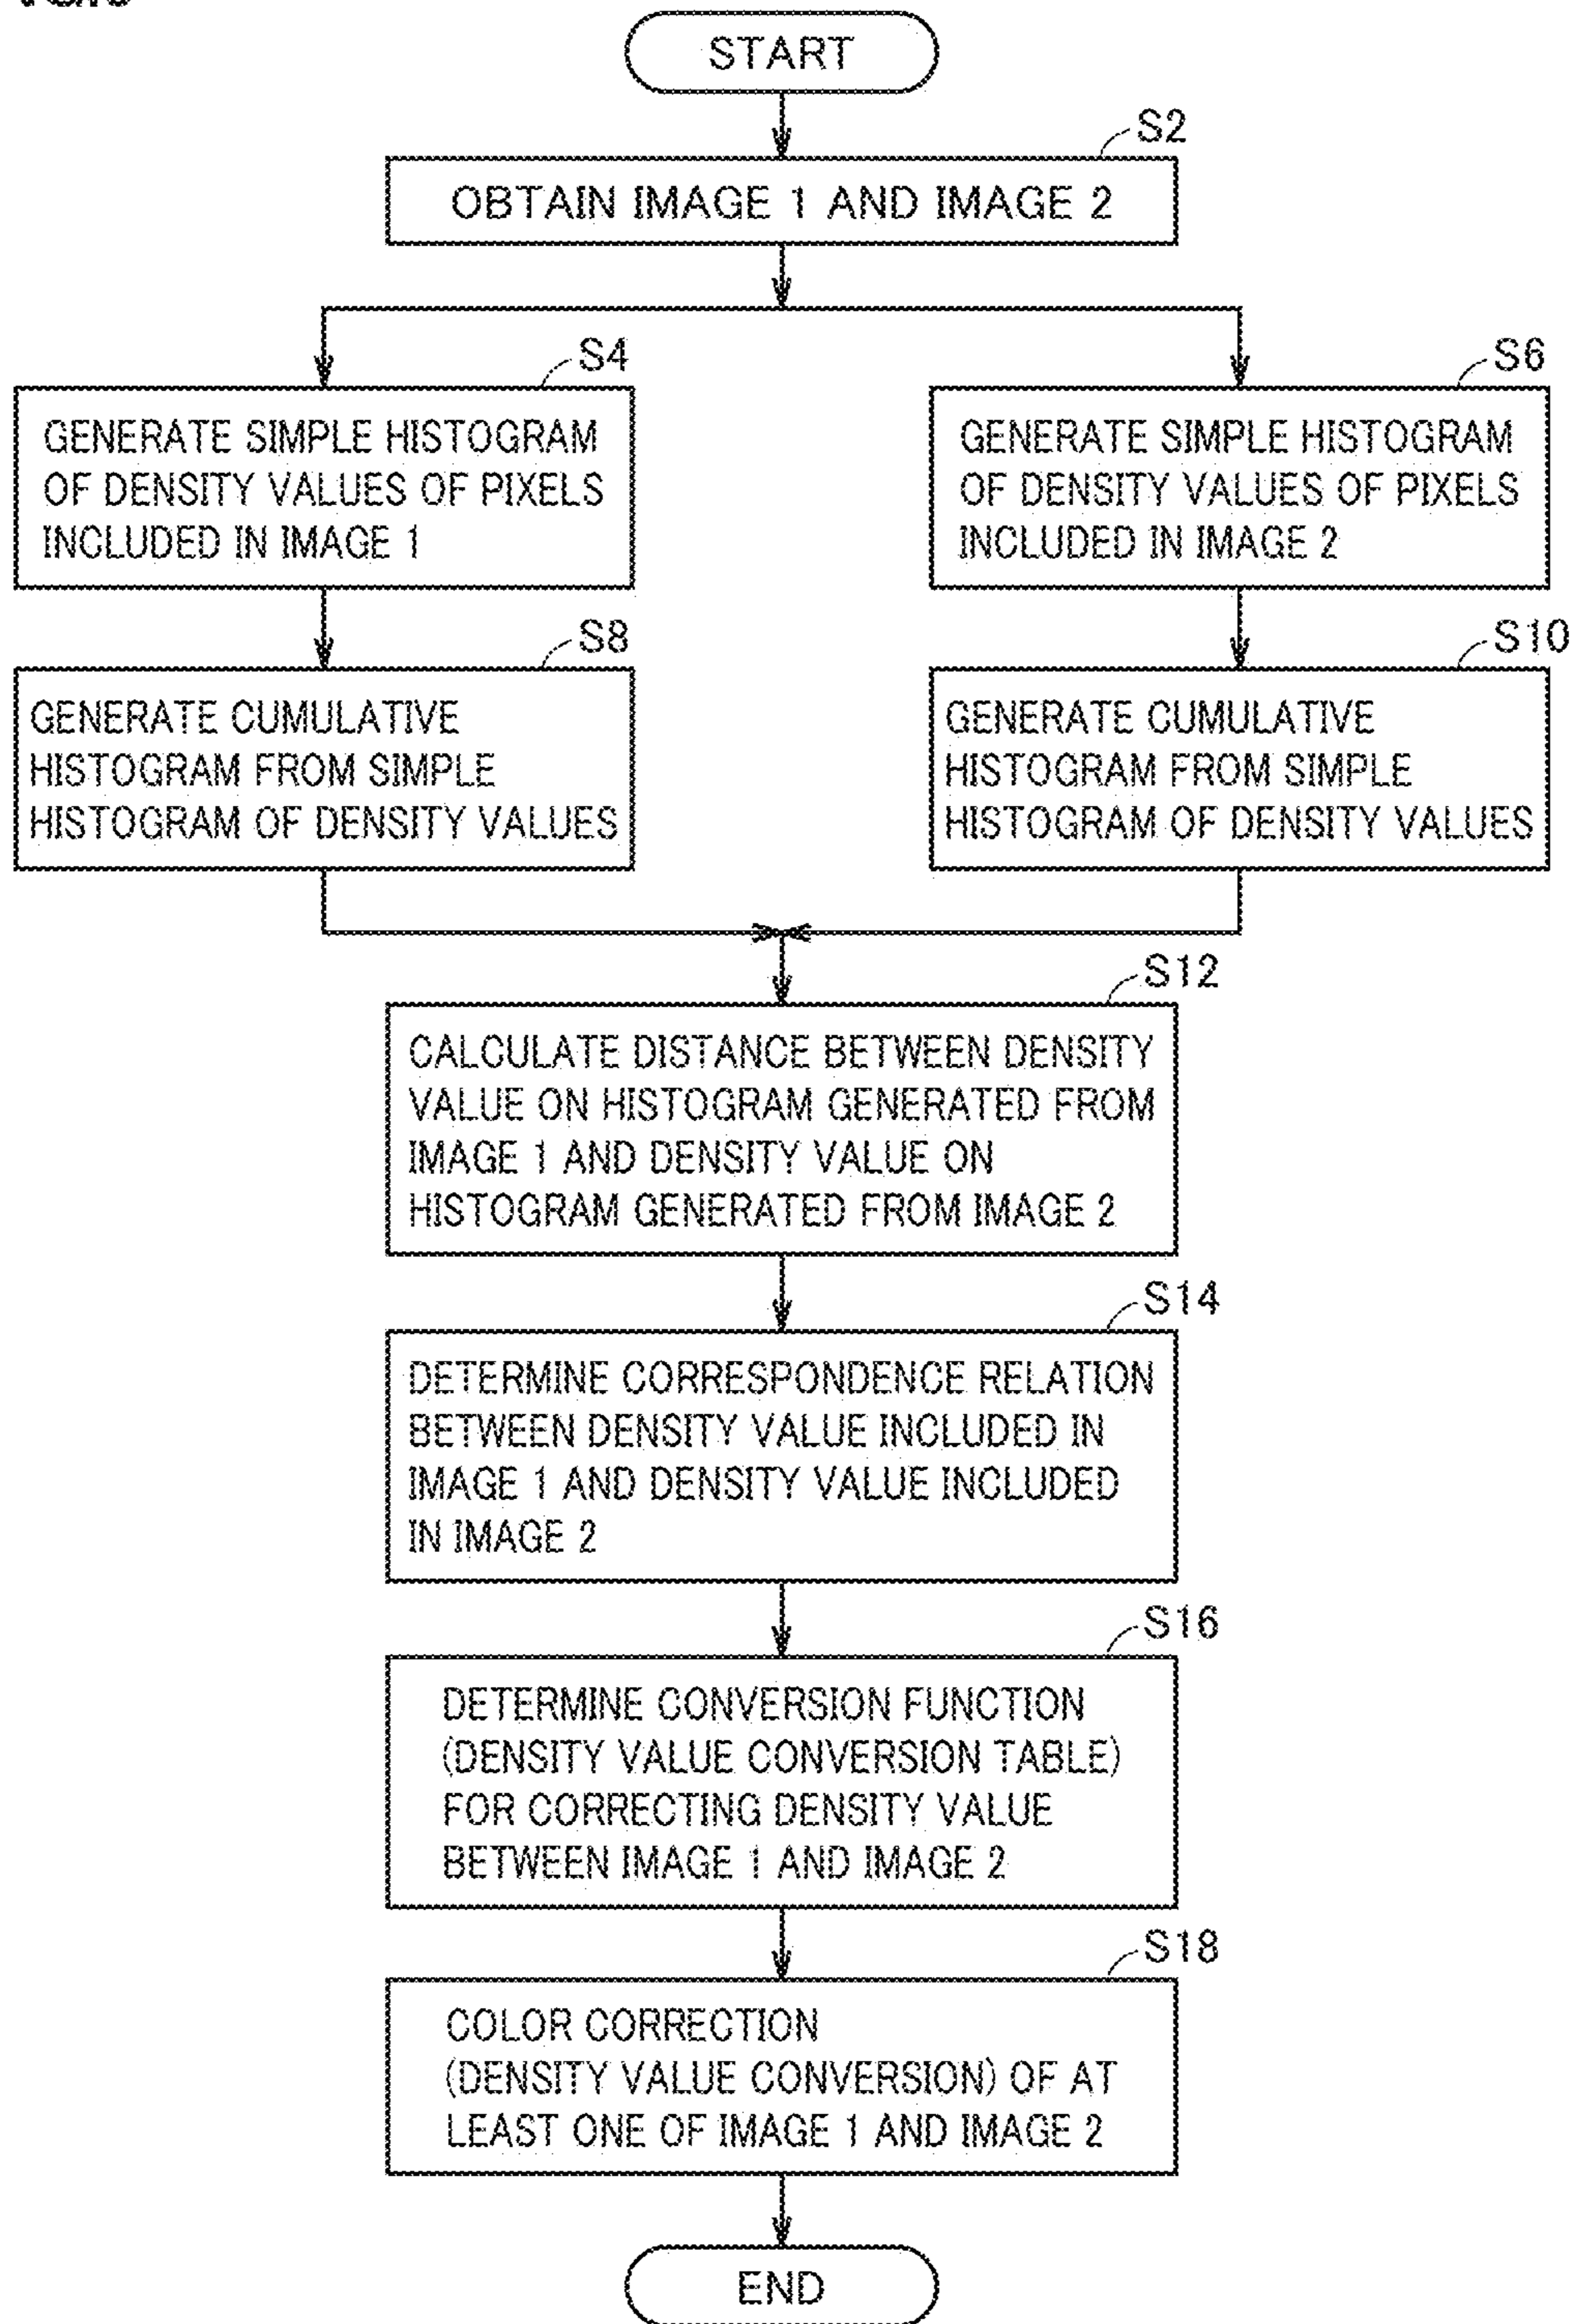 START
S2
OBTAIN IMAGE 1 AND IMAGE 2
S4
GENERATE SIMPLE HISTOGRAM
OF DENSITY VALUES OF PIXELS
INCLUDED IN IMAGE 1
S6
GENERATE SIMPLE HISTOGRAM
OF DENSITY VALUES OF PIXELS
INCLUDED IN IMAGE 2
S8
GENERATE CUMULATIVE
HISTOGRAM FROM SIMPLE
HISTOGRAM OF DENSITY VALUES
S10
GENERATE CUMULATIVE
HISTOGRAM FROM SIMPLE
HISTOGRAM OF DENSITY VALUES
S12
CALCULATE DISTANCE BETWEEN DENSITY
VALUE ON HISTOGRAM GENERATED FROM
IMAGE 1 AND DENSITY VALUE ON
HISTOGRAM GENERATED FROM IMAGE 2
S14
DETERMINE CORRESPONDENCE RELATION
BETWEEN DENSITY VALUE INCLUDED IN
IMAGE 1 AND DENSITY VALUE INCLUDED
IN IMAGE 2
S16
DETERMINE CONVERSION FUNCTION
(DENSITY VALUE CONVERSION TABLE)
FOR CORRECTING DENSITY VALUE
BETWEEN IMAGE 1 AND IMAGE 2
S18
COLOR CORRECTION
(DENSITY VALUE CONVERSION) OF AT
LEAST ONE OF IMAGE 1 AND IMAGE 2
END